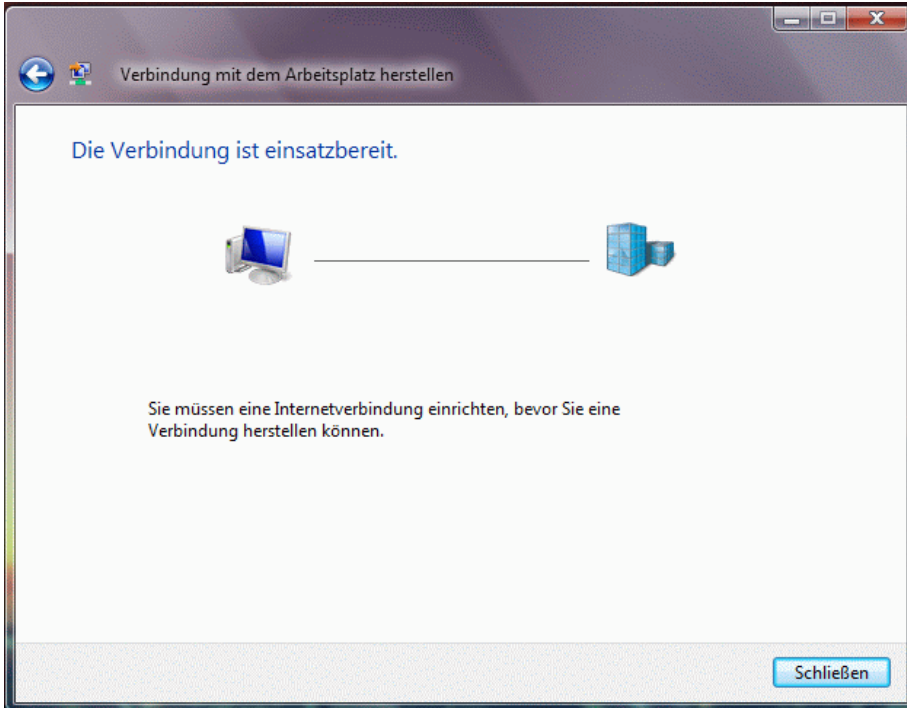 Verbindung mit dem Arbeitsplatz herstellen
Die Verbindung ist einsatzbereit.
Sie müssen eine Internetverbindung einrichten, bevor Sie eine
Verbindung herstellen können.
Schließen